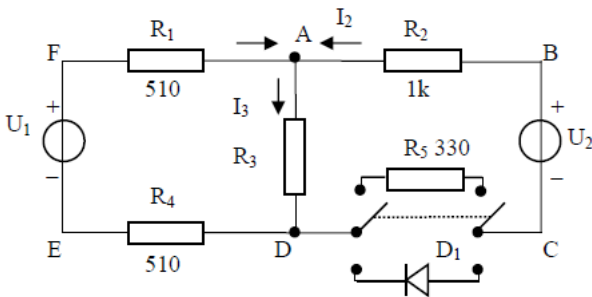 I₂
R₁ A R₂
F B
510 1k
+ +
I₃
U₁ R₃ R₅ 330 U₂
− −
R₄
E D D₁ C
510